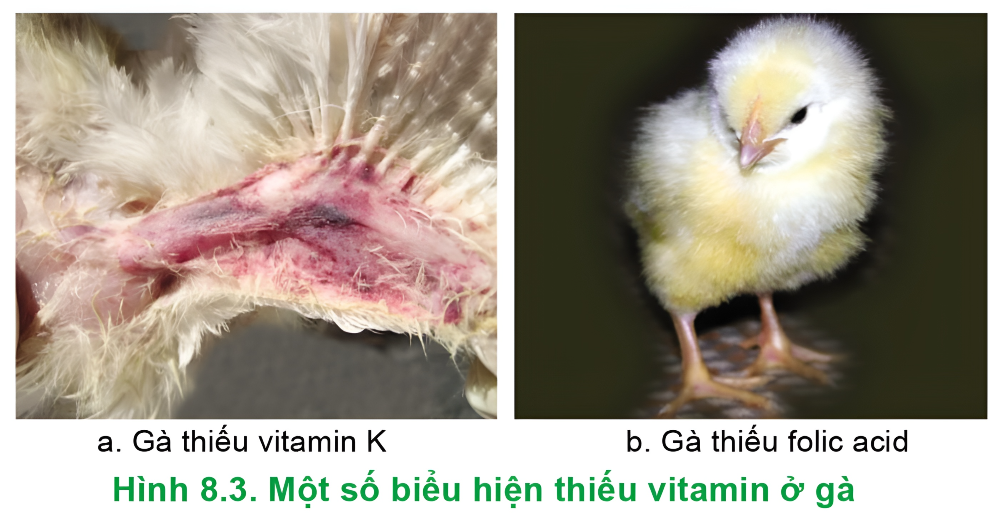 a. Gà thiếu vitamin K
b. Gà thiếu folic acid
Hình 8.3. Một số biểu hiện thiếu vitamin ở gà